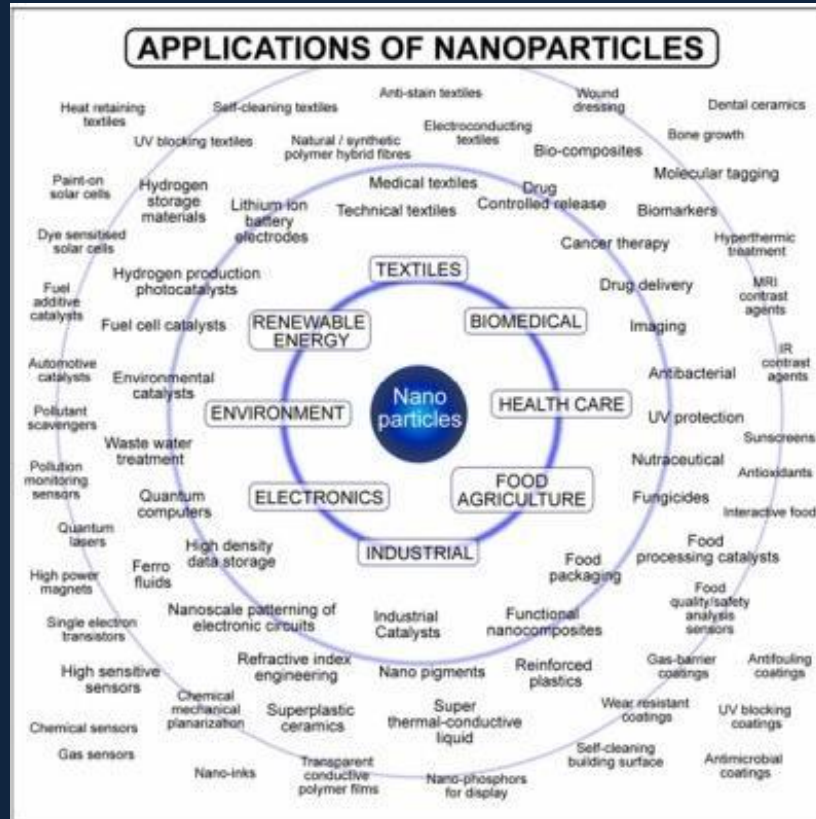 APPLICATIONS OF NANOPARTICLES
Anti-stain textiles
Wound
dressing
Heat retaining
textiles
Self-cleaning textiles
Dental ceramics
UV blocking textiles
Natural / synthetic
polymer hybrid fibres
Electroconducting
textiles
Bio-composites
Bone growth
Molecular tagging
Paint-on
solar cells
Hydrogen
storage
materials
Lithium ion
battery
electrodes
Medical textiles
Technical textiles
Drug
Controlled release
Biomarkers
Dye sensitised
solar cells
Cancer therapy
Hyperthermic
treatment
Hydrogen production
photocatalysts
TEXTILES
Drug delivery
MRI
contrast
agents
Fuel
additive
catalysts
Fuel cell catalysts
RENEWABLE
ENERGY
BIOMEDICAL
Imaging
IR
contrast
agents
Automotive
catalysts
Environmental
catalysts
Antibacterial
Nano
particles
ENVIRONMENT
HEALTH CARE
UV protection
Pollutant
scavengers
Waste water
treatment
Sunscreens
Nutraceutical
Antioxidants
Pollution
monitoring
sensors
Quantum
computers
ELECTRONICS
FOOD
AGRICULTURE
Fungicides
Interactive food
Quantum
lasers
High density
data storage
INDUSTRIAL
Food
processing catalysts
Ferro
fluids
Food
packaging
High power
magnets
Food
quality/safety
analysis
sensors
Single electron
transistors
Nanoscale patterning of
electronic circuits
Industrial
Catalysts
Functional
nanocomposites
High sensitive
sensors
Refractive index
engineering
Nano pigments
Reinforced
plastics
Gas-barrier
coatings
Antifouling
coatings
Chemical
mechanical
planarization
Superplastic
ceramics
Super
thermal-conductive
liquid
Wear resistant
coatings
UV blocking
coatings
Chemical sensors
Gas sensors
Self-cleaning
building surface
Antimicrobial
coatings
Nano-inks
Transparent
conductive
polymer films
Nano-phosphors
for display